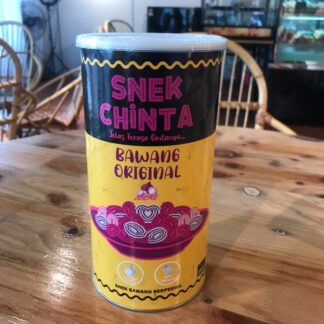 SNEK
CHINTA
Jelas Terasa Cintanya...
BAWANG
ORIGINAL
SNEK BAWANG BERPERISA